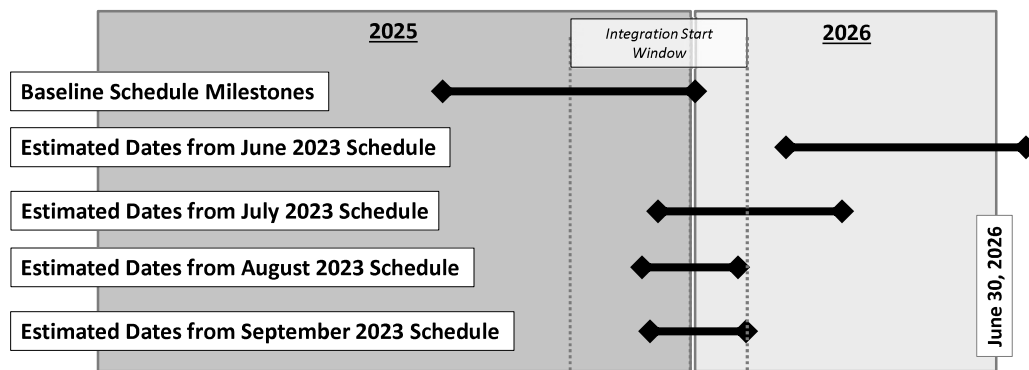 2025
Integration Start
Window
2026
Baseline Schedule Milestones
Estimated Dates from June 2023 Schedule
Estimated Dates from July 2023 Schedule
Estimated Dates from August 2023 Schedule
Estimated Dates from September 2023 Schedule
June 30, 2026